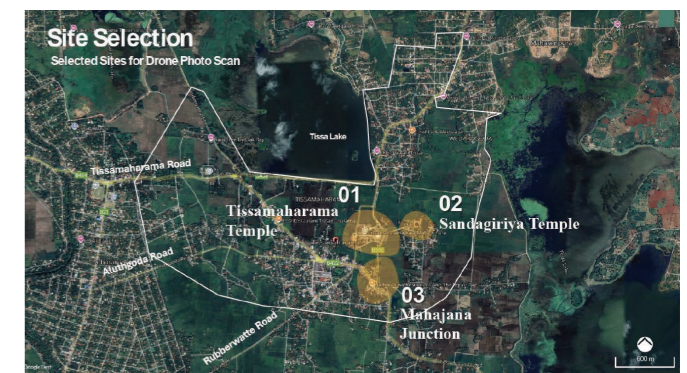 Site Selection
Selected Sites for Drone Photo Scan
Tissa Lake
Tissamaharama Road
01
Tissamaharama
Temple
02
Sandagiriya Temple
Aluthgoda Road
03
Mahajana
Junction
Rubberwatte Road
600 m